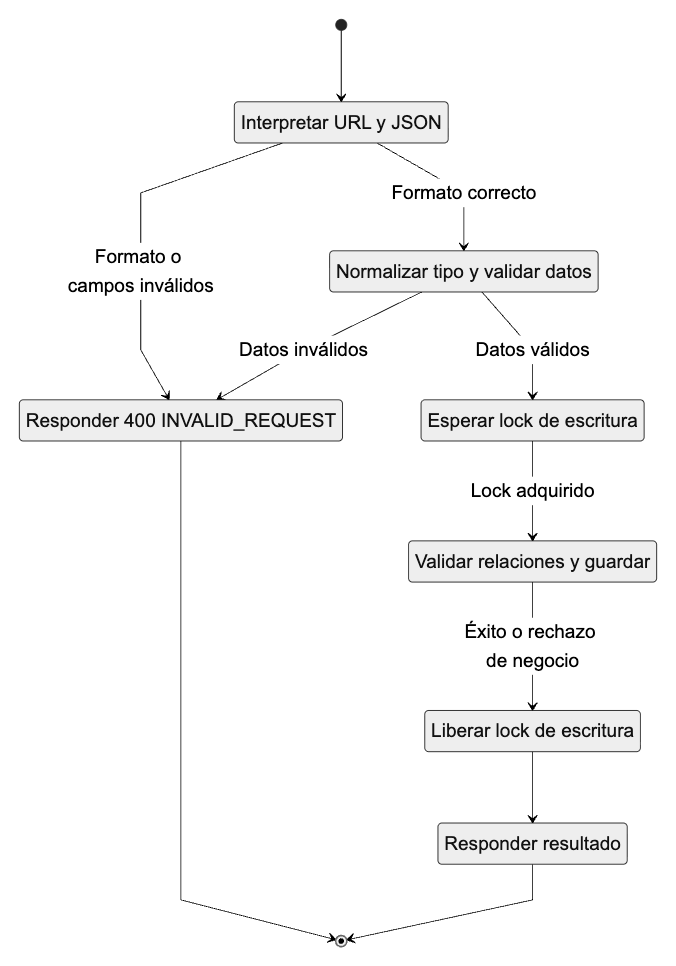 Interpretar URL y JSON
Formato correcto
Formato o
campos inválidos
Normalizar tipo y validar datos
Datos inválidos
Datos válidos
Responder 400 INVALID_REQUEST
Esperar lock de escritura
Lock adquirido
Validar relaciones y guardar
Éxito o rechazo
de negocio
Liberar lock de escritura
Responder resultado